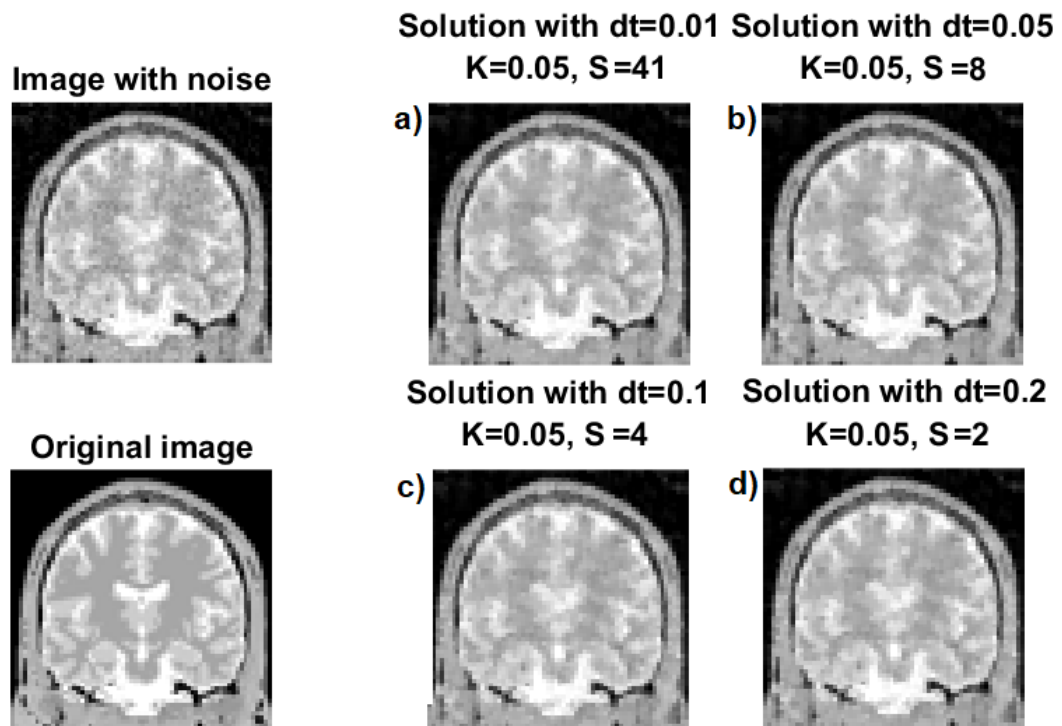 Image with noise
Original image
Solution with dt=0.01
K=0.05, S=41
a)
Solution with dt=0.05
K=0.05, S=8
b)
Solution with dt=0.1
K=0.05, S=4
c)
Solution with dt=0.2
K=0.05, S=2
d)